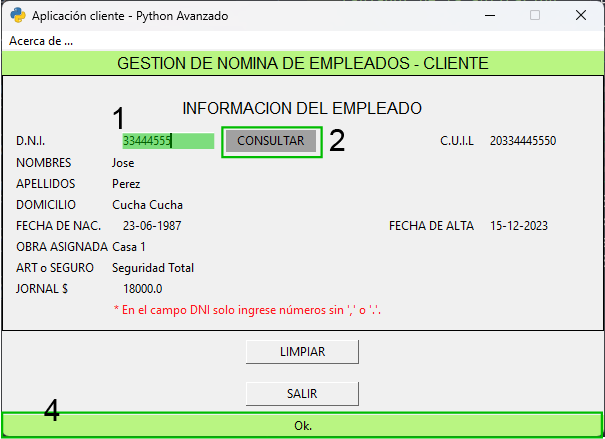 Aplicación cliente - Python Avanzado
Acerca de ...
GESTION DE NOMINA DE EMPLEADOS - CLIENTE
INFORMACION DEL EMPLEADO
1
D.N.I. 33444555 CONSULTAR 2 C.U.I.L 20334445550
NOMBRES Jose
APELLIDOS Perez
DOMICILIO Cucha Cucha
FECHA DE NAC. 23-06-1987 FECHA DE ALTA 15-12-2023
OBRA ASIGNADA Casa 1
ART o SEGURO Seguridad Total
JORNAL $ 18000.0
* En el campo DNI solo ingrese números sin ',' o '.'.
LIMPIAR
SALIR
4
Ok.